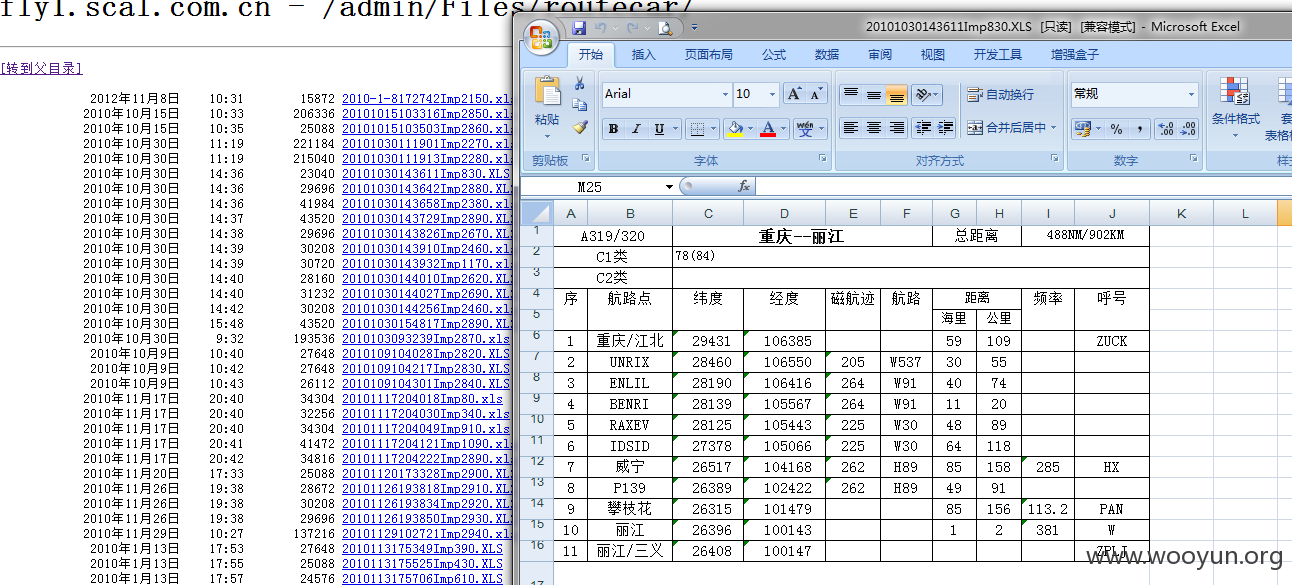 flyl.scal.com.cn - /admin/Files/routecar/
[转到父目录]
2012年11月8日 10:31 15872 2010-1-8172742Imp2150.xl
2010年10月15日 10:33 206336 20101015103316Imp2850.xl
2010年10月15日 10:35 25088 20101015103503Imp2860.xl
2010年10月30日 11:19 221184 20101030111901Imp2270.xl
2010年10月30日 11:19 215040 20101030111913Imp2280.xl
2010年10月30日 14:36 23040 20101030143611Imp830.XLS
2010年10月30日 14:36 29696 20101030143642Imp2880.XL
2010年10月30日 14:36 41984 20101030143658Imp2380.xl
2010年10月30日 14:37 43520 20101030143729Imp2890.XL
2010年10月30日 14:38 29696 20101030143826Imp2670.XL
2010年10月30日 14:39 30208 20101030143910Imp2460.xl
2010年10月30日 14:39 30720 20101030143932Imp1170.xl
2010年10月30日 14:40 28160 20101030144010Imp2620.XL
2010年10月30日 14:40 31232 20101030144027Imp2690.XL
2010年10月30日 14:42 30208 20101030144256Imp2460.xl
2010年10月30日 15:48 43520 20101030154817Imp2890.XL
2010年10月30日 9:32 193536 2010103093239Imp2870.xls
2010年10月9日 10:40 27648 2010109104028Imp2820.XLS
2010年10月9日 10:42 27648 2010109104217Imp2830.XLS
2010年10月9日 10:43 26112 2010109104301Imp2840.XLS
2010年11月17日 20:40 34304 20101117204018Imp80.xls
2010年11月17日 20:40 32256 20101117204030Imp340.xls
2010年11月17日 20:40 34304 20101117204049Imp910.xls
2010年11月17日 20:41 41472 20101117204121Imp1090.xl
2010年11月17日 20:42 34816 20101117204222Imp2890.xl
2010年11月20日 17:33 25088 20101120173328Imp2900.XL
2010年11月26日 19:38 28672 20101126193818Imp2910.XL
2010年11月26日 19:38 30208 20101126193834Imp2920.XL
2010年11月26日 19:38 29696 20101126193850Imp2930.XL
2010年11月29日 10:27 137216 20101129102721Imp2940.xl
2010年1月13日 17:53 27648 2010113175349Imp390.XLS
2010年1月13日 17:55 25088 2010113175525Imp430.XLS
2010年1月13日 17:57 24576 2010113175706Imp610.XLS
20101030143611Imp830.XLS [只读] [兼容模式] - Microsoft Excel
开始 插入 页面布局 公式 数据 审阅 视图 开发工具 增强盒子
粘贴 Arial 10 A A 自动换行 常规 条件格式 套
B I U A wén 合并后居中 % , 表格
剪贴板 字体 对齐方式 数字 样
M25 fx
A B C D E F G H I J K L
1 A319/320 重庆--丽江 总距离 488NM/902KM
2 C1类 78(84)
3 C2类
4 序 航路点 纬度 经度 磁航迹 航路 距离 频率 呼号
5 海里 公里
6 1 重庆/江北 29431 106385 59 109 ZUCK
7 2 UNRIX 28460 106550 205 W537 30 55
8 3 ENLIL 28190 106416 264 W91 40 74
9 4 BENRI 28139 105567 264 W91 11 20
10 5 RAXEV 28125 105443 225 W30 48 89
11 6 IDSID 27378 105066 225 W30 64 118
12 7 威宁 26517 104168 262 H89 85 158 285 HX
13 8 P139 26389 102422 262 H89 49 91
14 9 攀枝花 26315 101479 85 156 113.2 PAN
15 10 丽江 26396 100143 1 2 381 W
16 11 丽江/三义 26408 100147 ZPLJ
17
www.wooyun.org